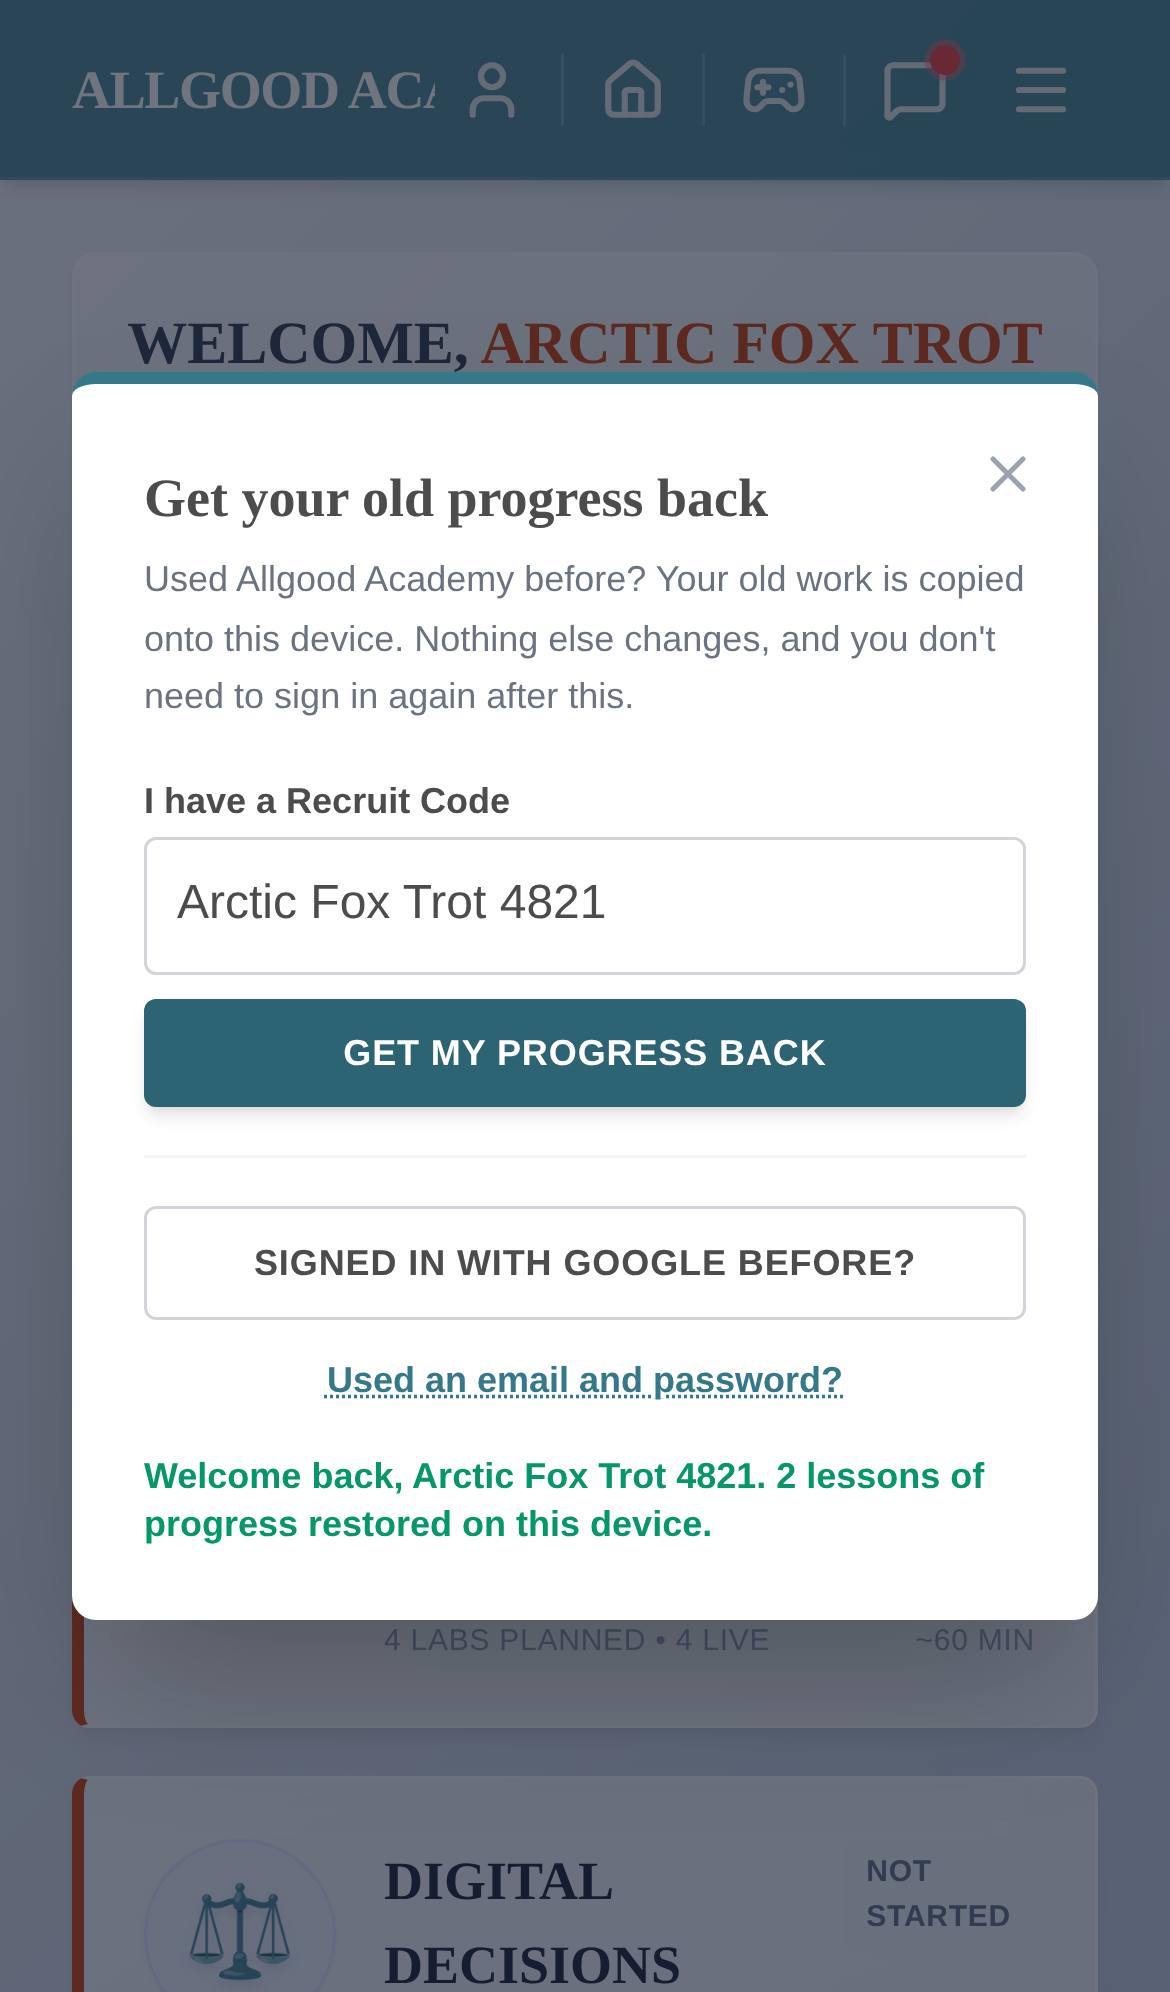 ALLGOOD ACA
WELCOME, ARCTIC FOX TROT
Get your old progress back
Used Allgood Academy before? Your old work is copied
onto this device. Nothing else changes, and you don't
need to sign in again after this.
I have a Recruit Code
Arctic Fox Trot 4821
GET MY PROGRESS BACK
SIGNED IN WITH GOOGLE BEFORE?
Used an email and password?
Welcome back, Arctic Fox Trot 4821. 2 lessons of
progress restored on this device.
4 LABS PLANNED • 4 LIVE ~60 MIN
DIGITAL
DECISIONS
NOT
STARTED